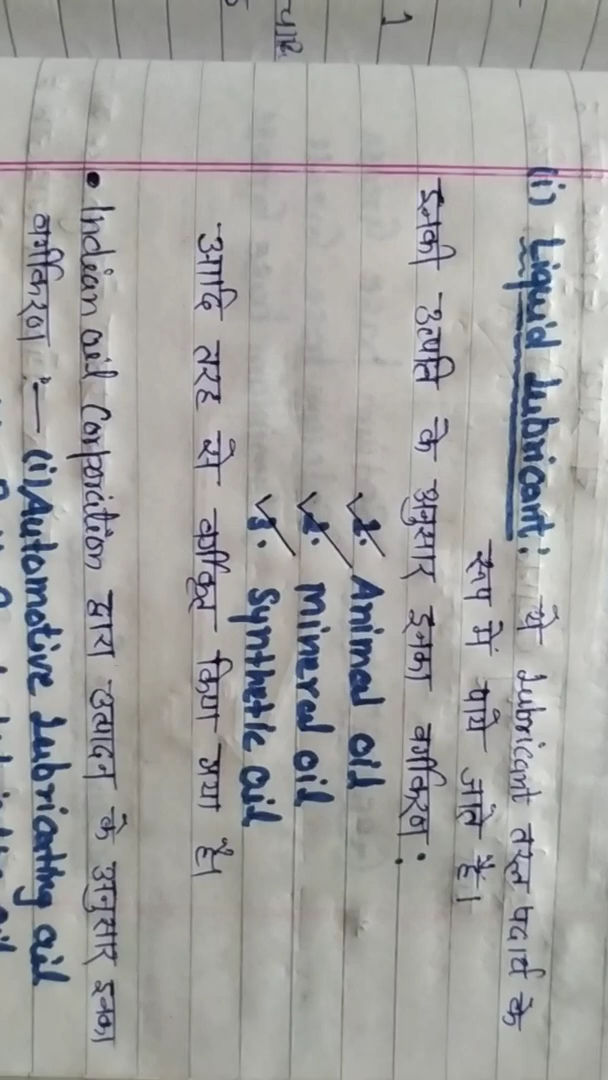 (i) Liquid Lubricant: ये Lubricant तरल पदार्थ के
रूप में पाये जाते हैं।
इनकी उत्पति के अनुसार इनका वर्गीकरण:
1. Animal oil
2. Mineral oil
3. Synthetic oil
आदि तरह से वर्गीकृत किया गया है।
• Indian oil Corporation द्वारा उत्पादन के अनुसार इनका
वर्गीकरण :— (i) Automotive Lubricating oil
1